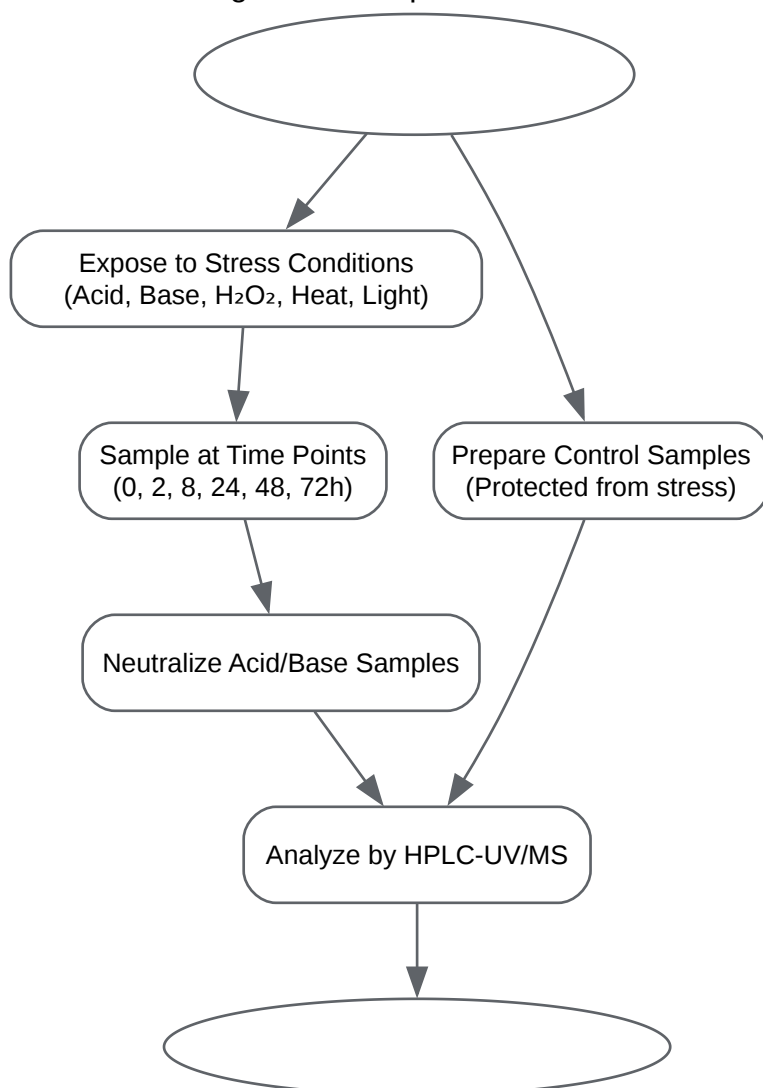 Expose to Stress Conditions
(Acid, Base, H₂O₂, Heat, Light)
Sample at Time Points
(0, 2, 8, 24, 48, 72h)
Prepare Control Samples
(Protected from stress)
Neutralize Acid/Base Samples
Analyze by HPLC-UV/MS